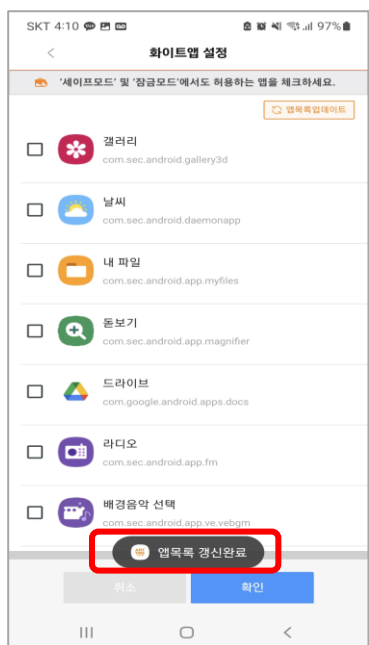 SKT 4:10 97%
화이트앱 설정
'세이프모드' 및 '잠금모드'에서도 허용하는 앱을 체크하세요.
앱목록업데이트
갤러리
com.sec.android.gallery3d
날씨
com.sec.android.daemonapp
내 파일
com.sec.android.app.myfiles
돋보기
com.sec.android.app.magnifier
드라이브
com.google.android.apps.docs
라디오
com.sec.android.app.fm
배경음악 선택
com.sec.android.app.ve.vebgm
앱목록 갱신완료
취소 확인